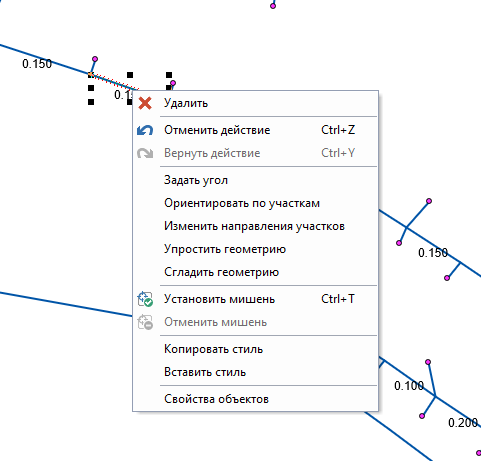 0.150
0.1
Удалить
Отменить действие Ctrl+Z
Вернуть действие Ctrl+Y
Задать угол
Ориентировать по участкам
Изменить направления участков
Упростить геометрию
Сгладить геометрию
0.150
Установить мишень Ctrl+T
Отменить мишень
Копировать стиль
Вставить стиль
0.100
Свойства объектов
0.200